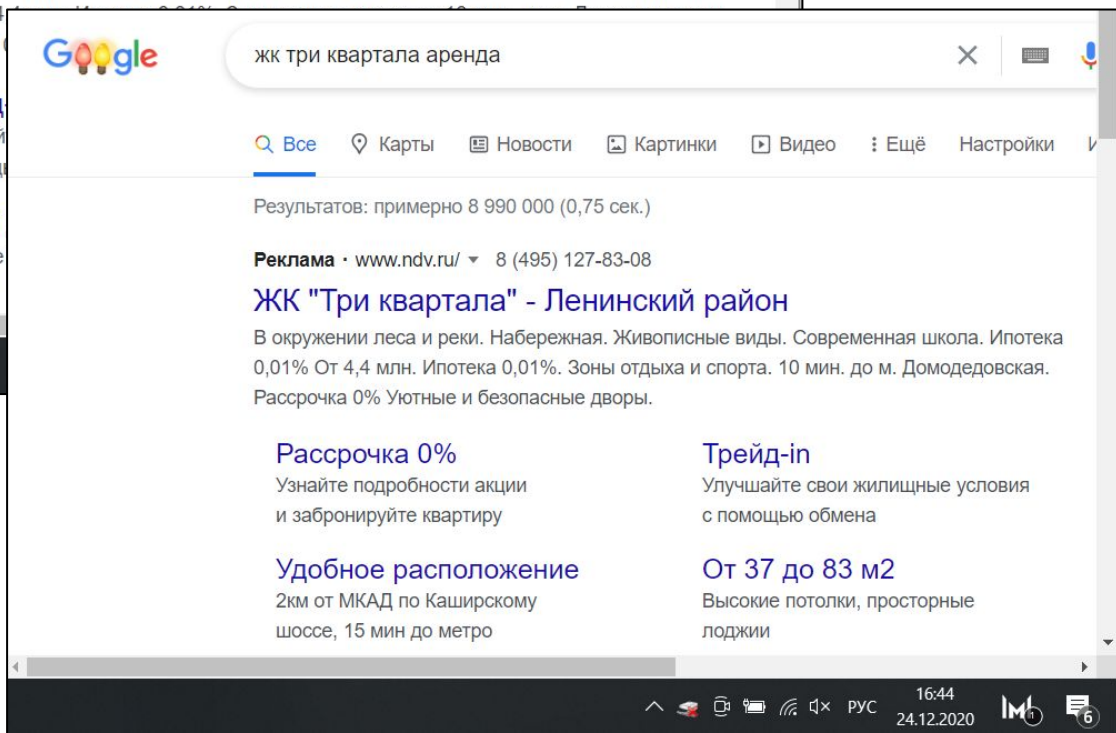 Google
жк три квартала аренда
Все Карты Новости Картинки Видео Ещё Настройки
Результатов: примерно 8 990 000 (0,75 сек.)
Реклама · www.ndv.ru/ 8 (495) 127-83-08
ЖК "Три квартала" - Ленинский район
В окружении леса и реки. Набережная. Живописные виды. Современная школа. Ипотека
0,01% От 4,4 млн. Ипотека 0,01%. Зоны отдыха и спорта. 10 мин. до м. Домодедовская.
Рассрочка 0% Уютные и безопасные дворы.
Рассрочка 0%
Узнайте подробности акции
и забронируйте квартиру
Трейд-in
Улучшайте свои жилищные условия
с помощью обмена
Удобное расположение
2км от МКАД по Каширскому
шоссе, 15 мин до метро
От 37 до 83 м2
Высокие потолки, просторные
лоджии
РУС
16:44
24.12.2020
6